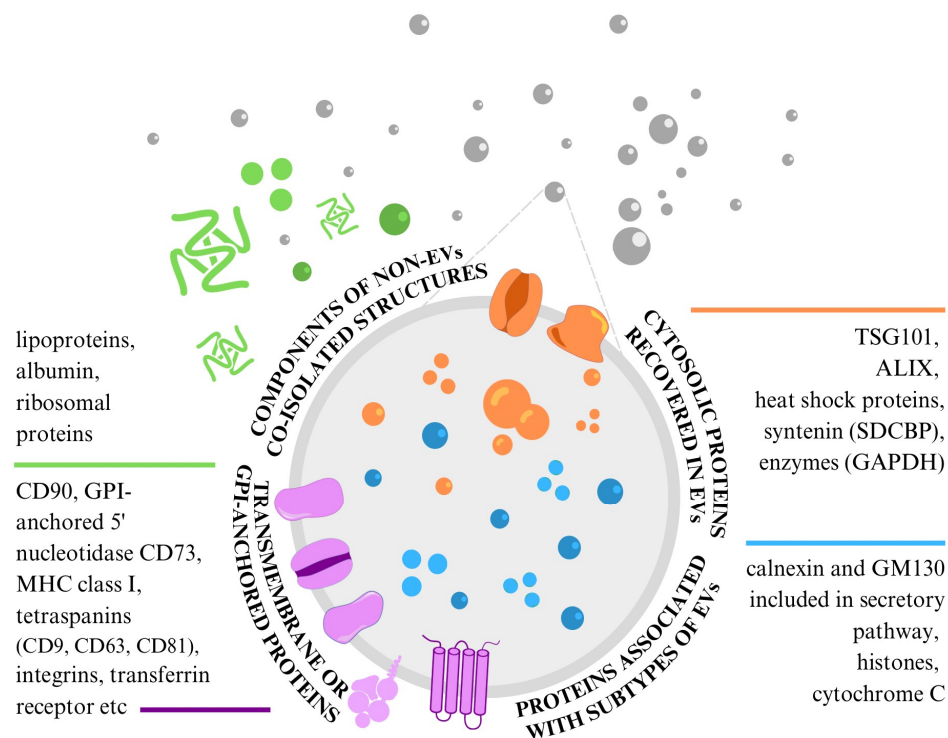 COMPONENTS OF NON-EVs
CO-ISOLATED STRUCTURES
lipoproteins,
albumin,
ribosomal
proteins
CYTOSOLIC PROTEINS
RECOVERED IN EVs
TSG101,
ALIX,
heat shock proteins,
syntenin (SDCBP),
enzymes (GAPDH)
TRANSMEMBRANE OR
GPI-ANCHORED PROTEINS
CD90, GPI-
anchored 5'
nucleotidase CD73,
MHC class I,
tetraspanins
(CD9, CD63, CD81),
integrins, transferrin
receptor etc
PROTEINS ASSOCIATED
WITH SUBTYPES OF EVs
calnexin and GM130
included in secretory
pathway,
histones,
cytochrome C